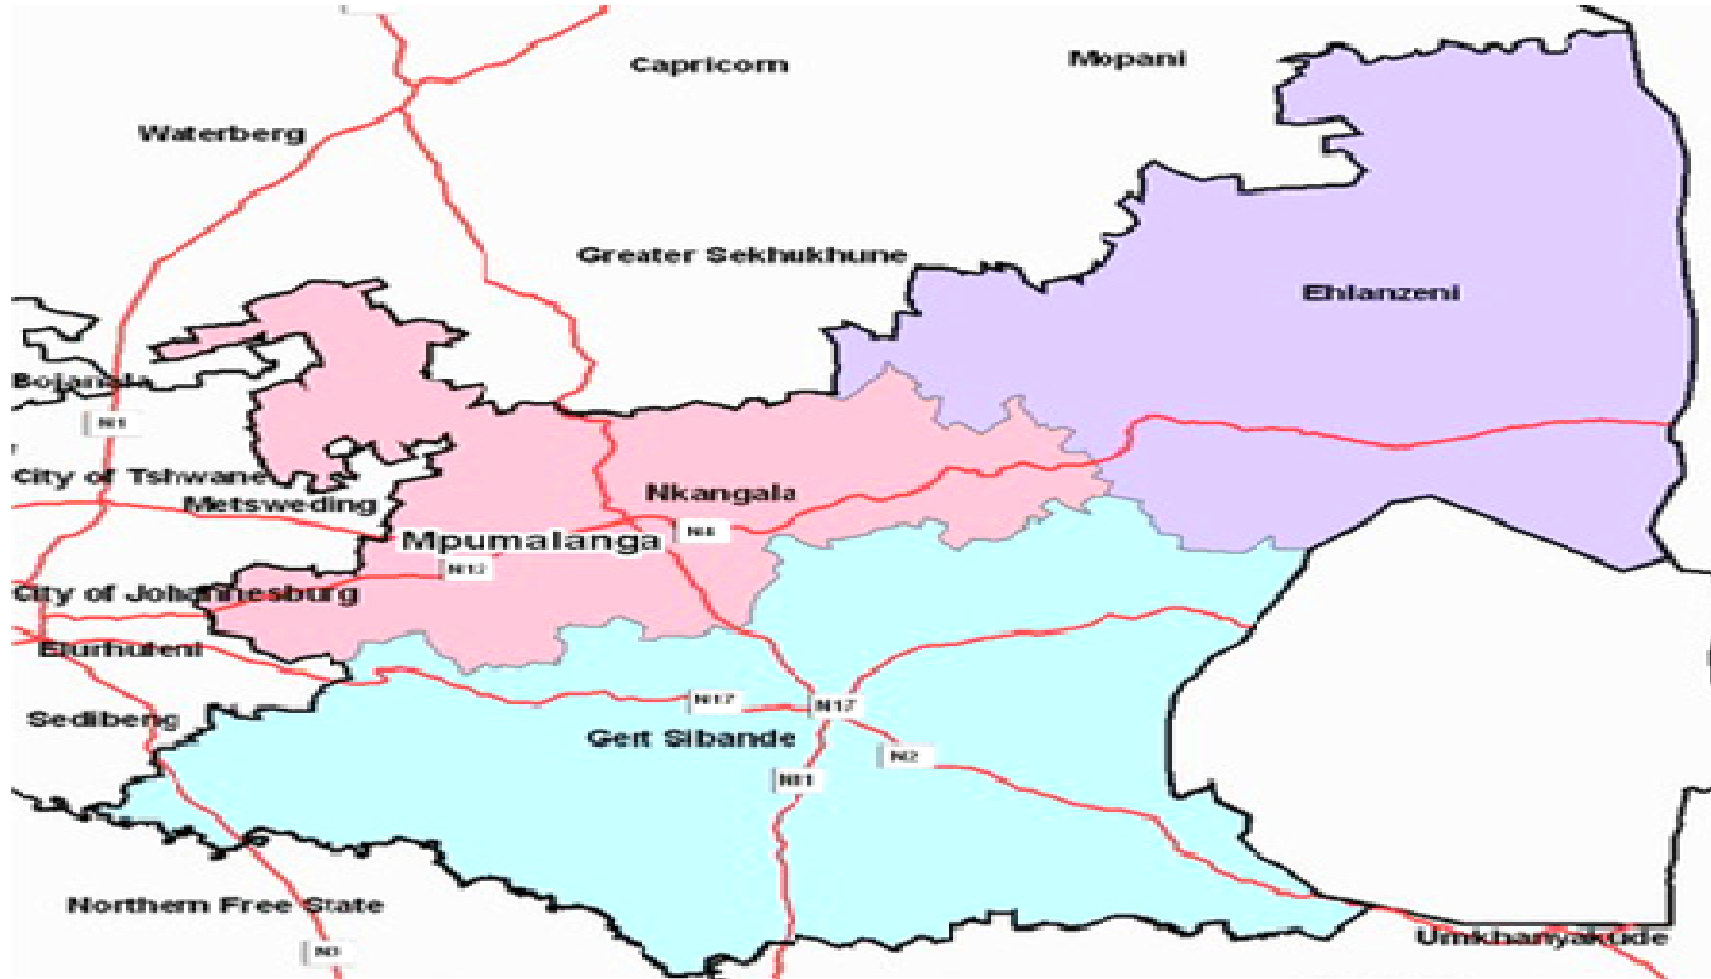 Capricorn
Mopani
Waterberg
Greater Sekhukhune
Ehlanzeni
Bojanala
N1
City of Tshwane
Metsweding
Nkangala
N4
Mpumalanga
N12
City of Johannesburg
Ekurhuleni
N17
N17
Sedibeng
Gert Sibande
N2
N11
Northern Free State
N3
Umkhanyakude